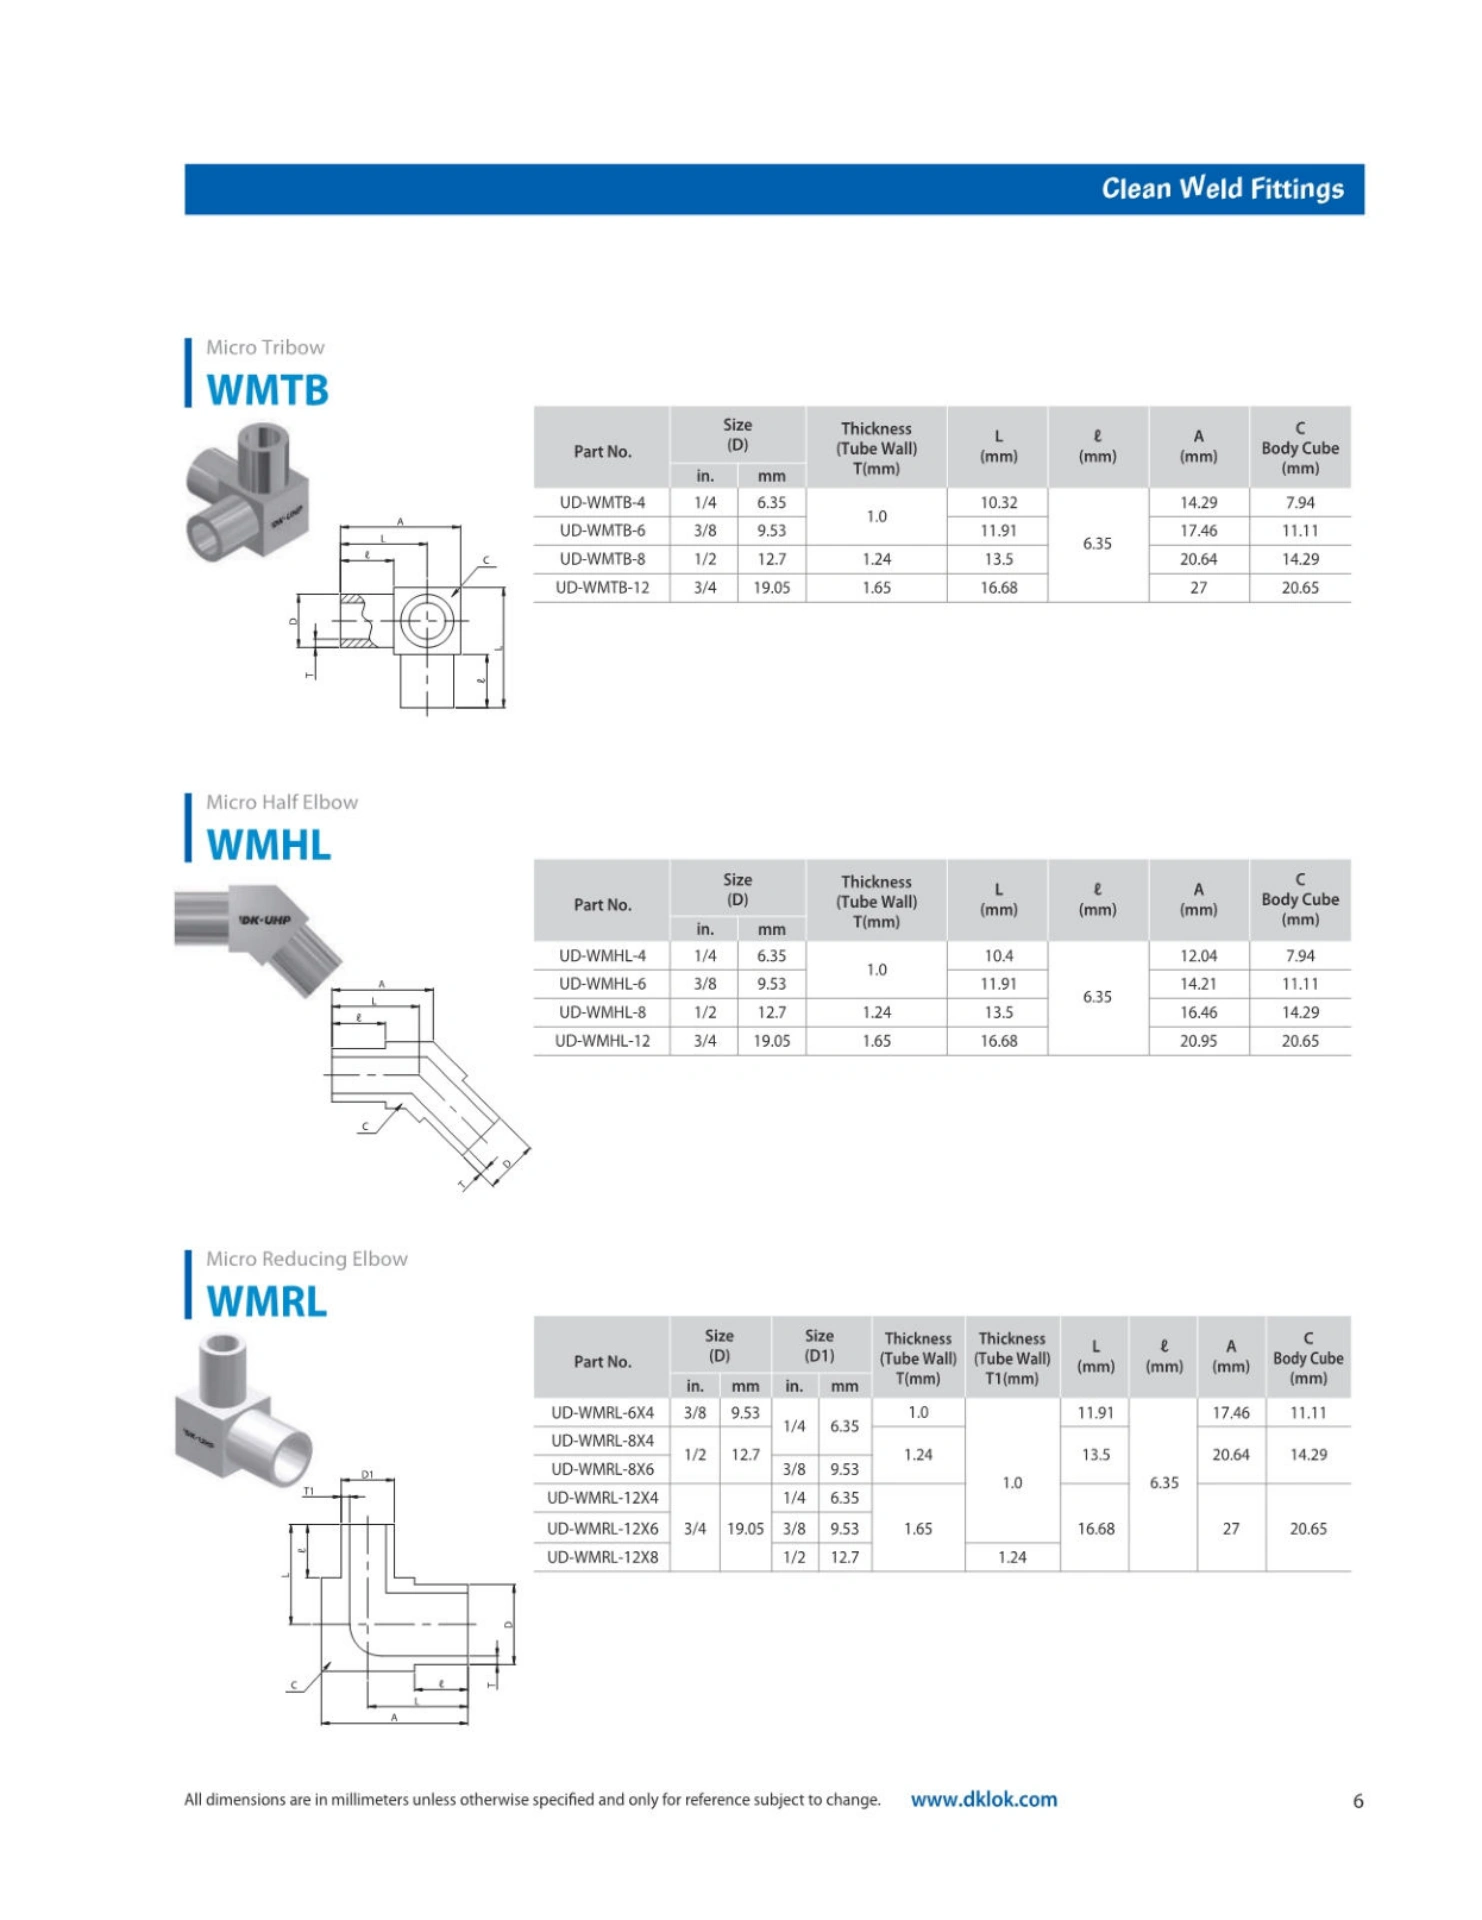 Clean Weld Fittings
Micro Tribow
WMTB
DK-UHP
A
L
ℓ
C
D
T
L
ℓ
Part No. Size (D) Thickness (Tube Wall) T(mm) L (mm) ℓ (mm) A (mm) C Body Cube (mm)
in. mm
UD-WMTB-4 1/4 6.35 1.0 10.32 6.35 14.29 7.94
UD-WMTB-6 3/8 9.53 11.91 17.46 11.11
UD-WMTB-8 1/2 12.7 1.24 13.5 20.64 14.29
UD-WMTB-12 3/4 19.05 1.65 16.68 27 20.65
Micro Half Elbow
WMHL
DK-UHP
A
L
ℓ
C
D
T
Part No. Size (D) Thickness (Tube Wall) T(mm) L (mm) ℓ (mm) A (mm) C Body Cube (mm)
in. mm
UD-WMHL-4 1/4 6.35 1.0 10.4 6.35 12.04 7.94
UD-WMHL-6 3/8 9.53 11.91 14.21 11.11
UD-WMHL-8 1/2 12.7 1.24 13.5 16.46 14.29
UD-WMHL-12 3/4 19.05 1.65 16.68 20.95 20.65
Micro Reducing Elbow
WMRL
DK-UHP
D1
T1
ℓ
L
D
C
ℓ
T
L
A
Part No. Size (D) Size (D1) Thickness (Tube Wall) T(mm) Thickness (Tube Wall) T1(mm) L (mm) ℓ (mm) A (mm) C Body Cube (mm)
in. mm in. mm
UD-WMRL-6X4 3/8 9.53 1/4 6.35 1.0 1.0 11.91 6.35 17.46 11.11
UD-WMRL-8X4 1/2 12.7 1.24 13.5 20.64 14.29
UD-WMRL-8X6 3/8 9.53
UD-WMRL-12X4 1/4 6.35
UD-WMRL-12X6 3/4 19.05 3/8 9.53 1.65 16.68 27 20.65
UD-WMRL-12X8 1/2 12.7 1.24
All dimensions are in millimeters unless otherwise specified and only for reference subject to change. www.dklok.com 6